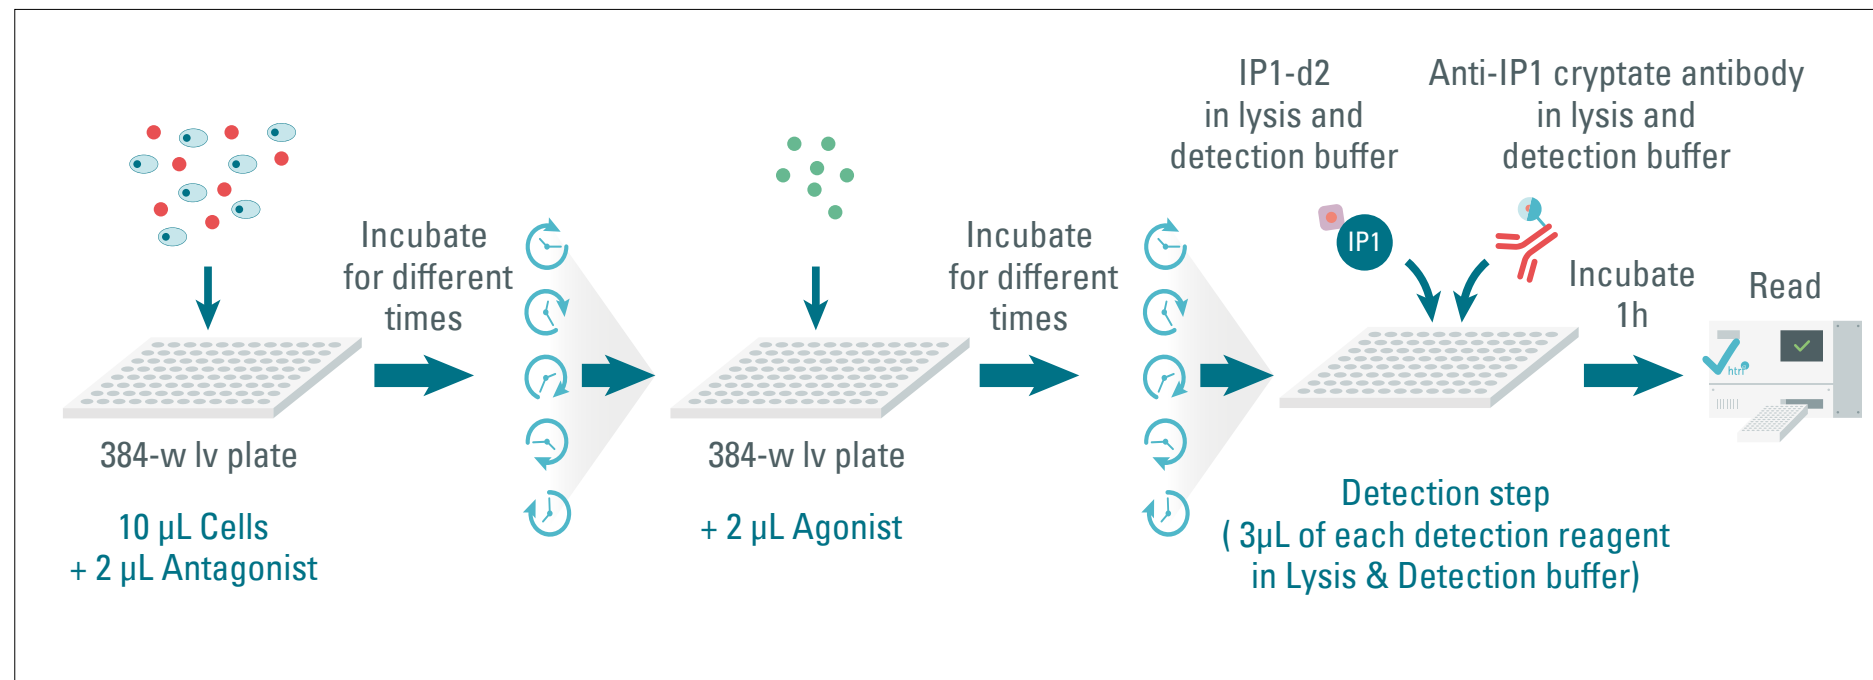 IP1-d2
in lysis and
detection buffer
Anti-IP1 cryptate antibody
in lysis and
detection buffer
Incubate
for different
times
Incubate
for different
times
IP1
Incubate
1h
Read
htrf
384-w lv plate
10 µL Cells
+ 2 µL Antagonist
384-w lv plate
+ 2 µL Agonist
Detection step
( 3µL of each detection reagent
in Lysis & Detection buffer)